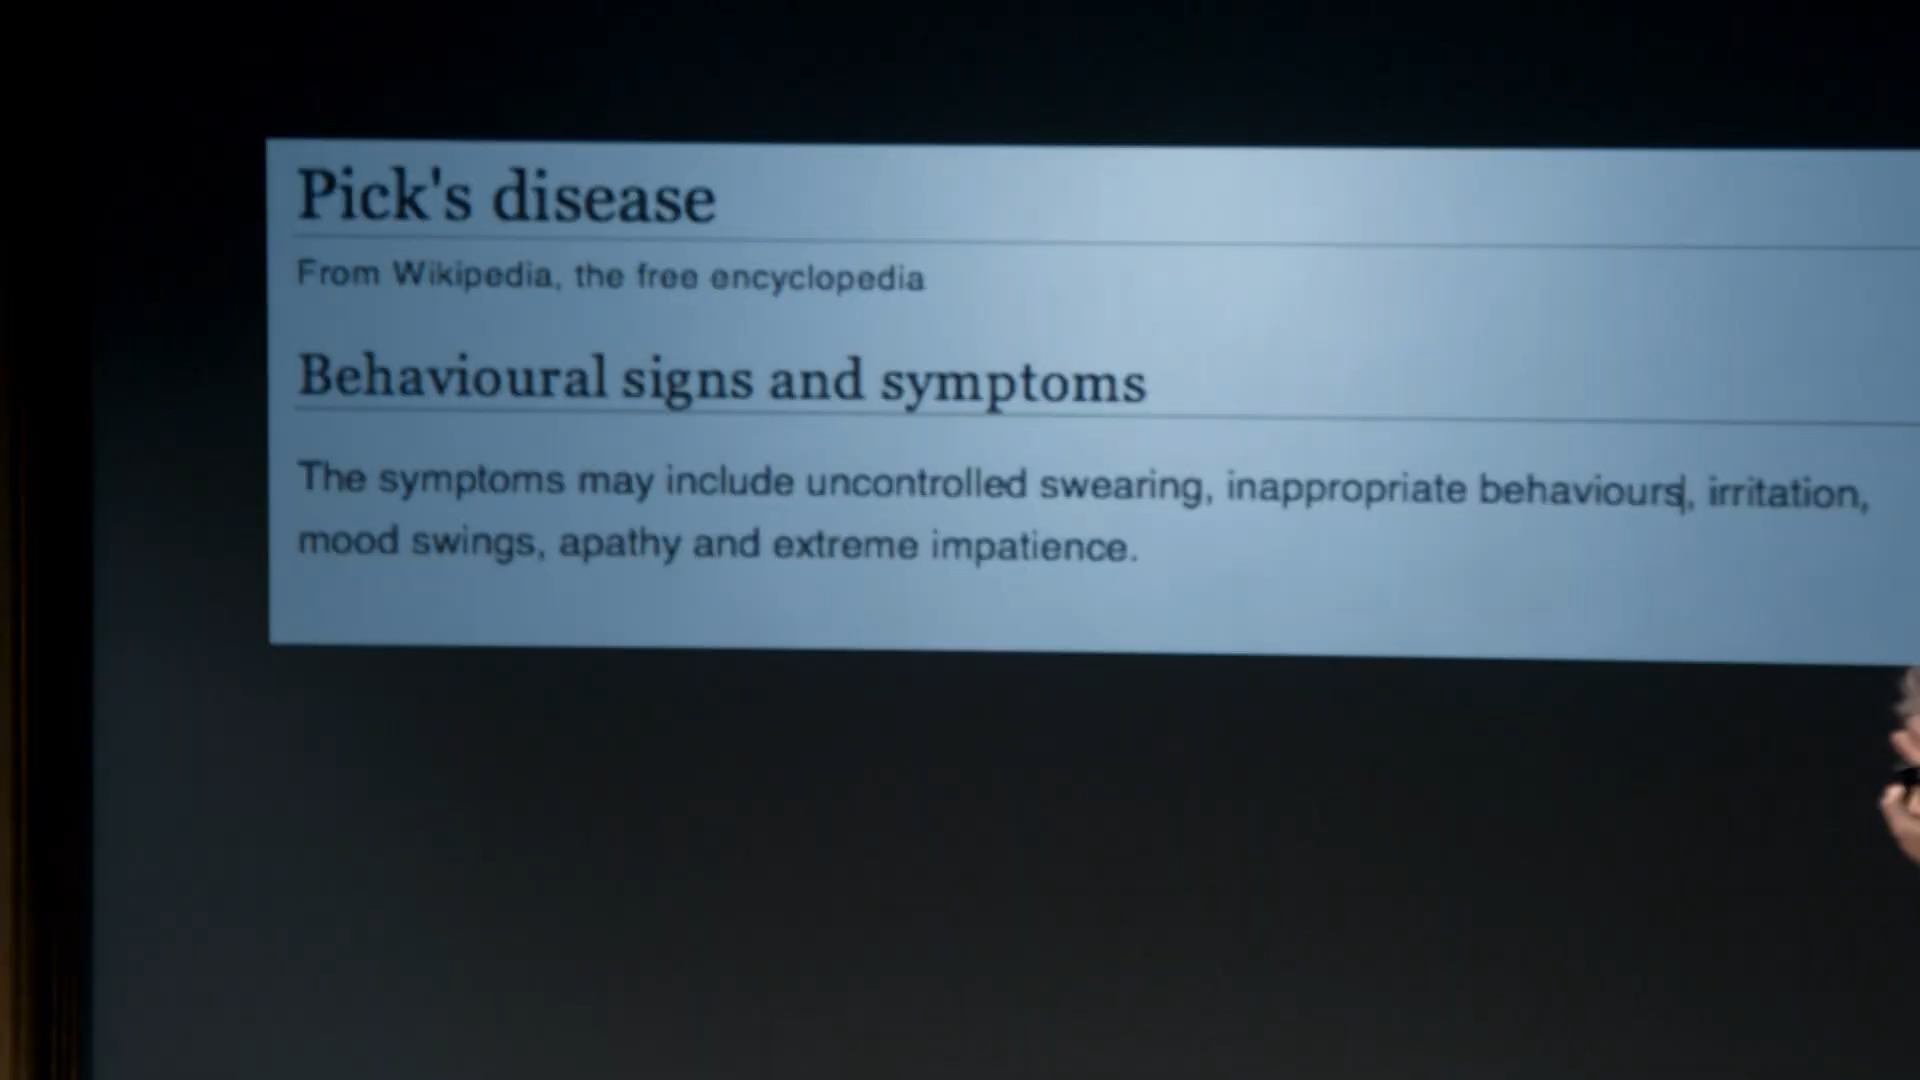 Pick's disease
From Wikipedia, the free encyclopedia
Behavioural signs and symptoms
The symptoms may include uncontrolled swearing, inappropriate behaviours, irritation,
mood swings, apathy and extreme impatience.